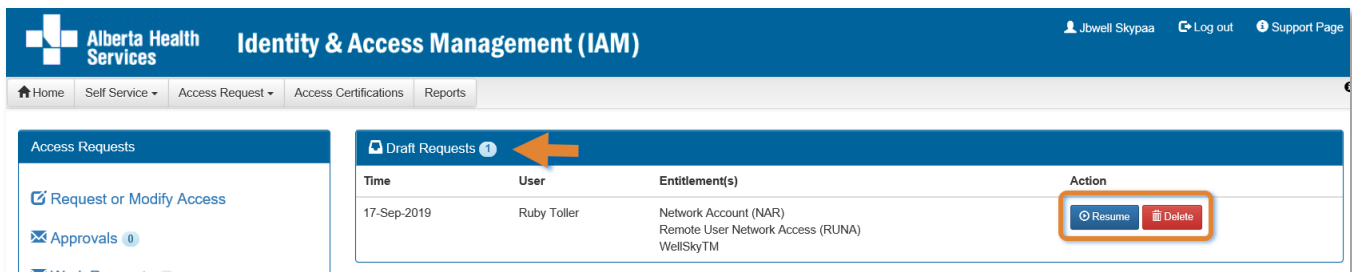 Alberta Health Services
Identity & Access Management (IAM)
Jbwell Skypaa Log out Support Page
Home Self Service Access Request Access Certifications Reports
Access Requests
Request or Modify Access
Approvals 0
Draft Requests 1
Time User Entitlement(s) Action
17-Sep-2019 Ruby Toller Network Account (NAR) Resume Delete
Remote User Network Access (RUNA)
WellSkyTM